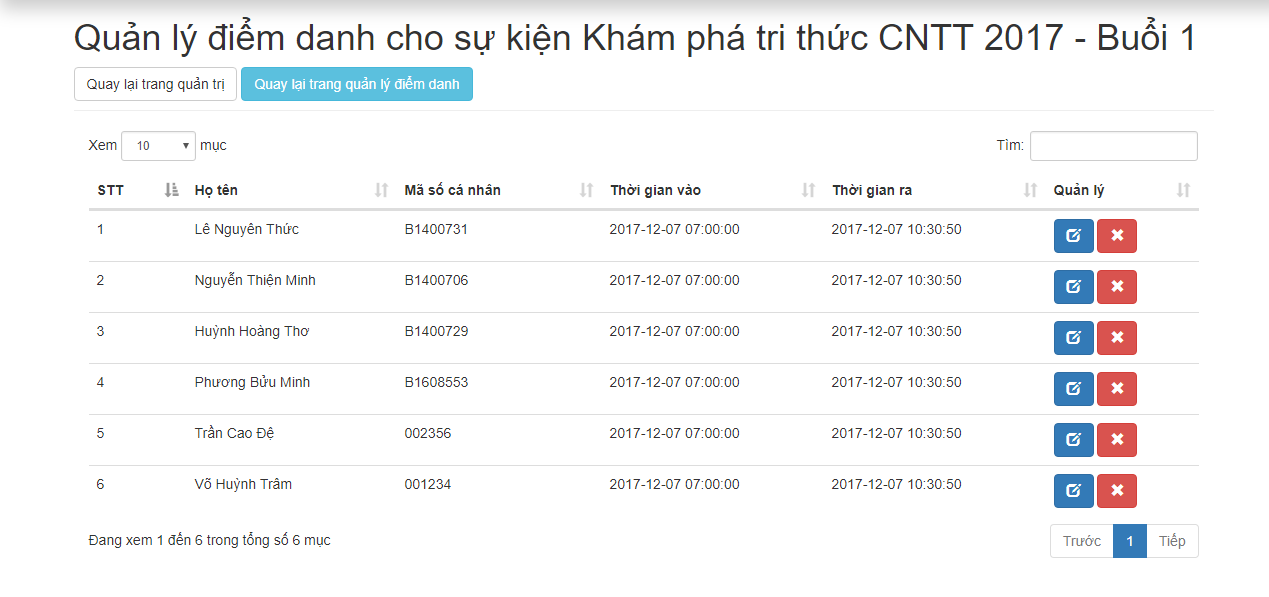 Quản lý điểm danh cho sự kiện Khám phá tri thức CNTT 2017 - Buổi 1
Quay lại trang quản trị Quay lại trang quản lý điểm danh
Xem 10 mục Tìm:
STT Họ tên Mã số cá nhân Thời gian vào Thời gian ra Quản lý
1 Lê Nguyên Thức B1400731 2017-12-07 07:00:00 2017-12-07 10:30:50
2 Nguyễn Thiện Minh B1400706 2017-12-07 07:00:00 2017-12-07 10:30:50
3 Huỳnh Hoàng Thơ B1400729 2017-12-07 07:00:00 2017-12-07 10:30:50
4 Phương Bửu Minh B1608553 2017-12-07 07:00:00 2017-12-07 10:30:50
5 Trần Cao Đệ 002356 2017-12-07 07:00:00 2017-12-07 10:30:50
6 Võ Huỳnh Trâm 001234 2017-12-07 07:00:00 2017-12-07 10:30:50
Đang xem 1 đến 6 trong tổng số 6 mục Trước 1 Tiếp